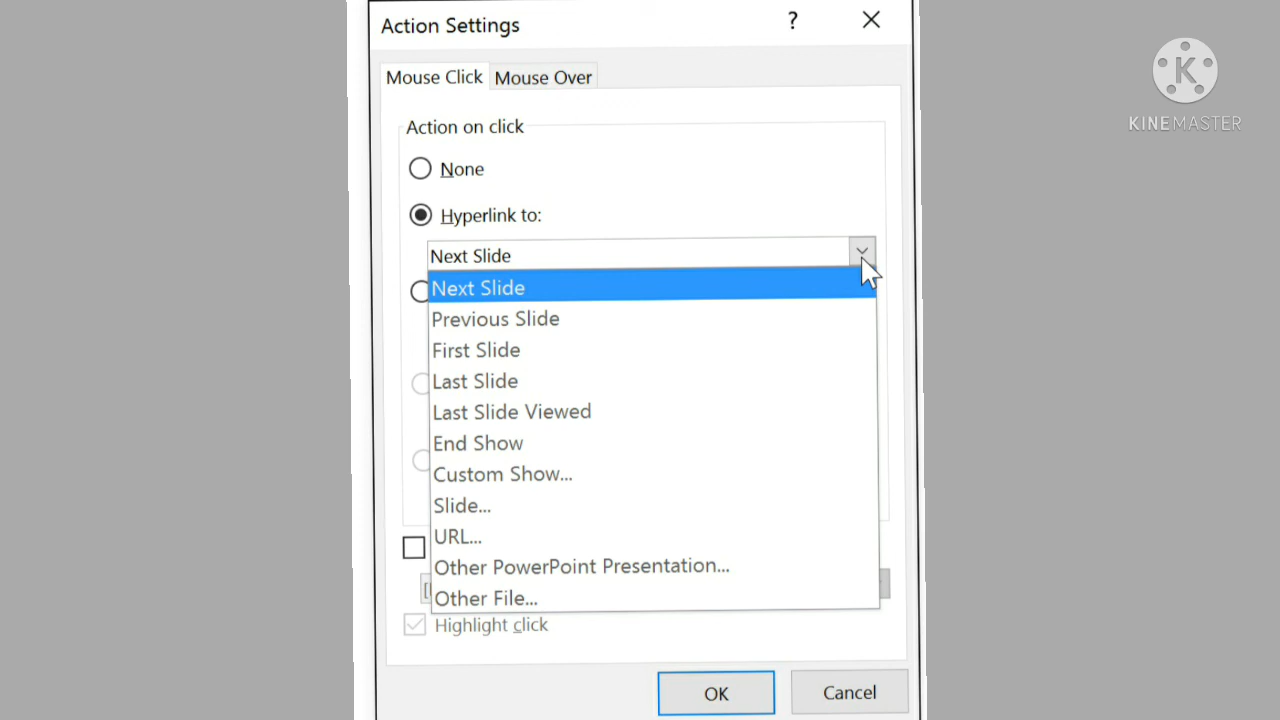 Action Settings ?
KINEMASTER
Mouse Click Mouse Over
Action on click
None
Hyperlink to:
Next Slide
Next Slide
Previous Slide
First Slide
Last Slide
Last Slide Viewed
End Show
Custom Show...
Slide...
URL...
Other PowerPoint Presentation...
Other File...
Highlight click
OK Cancel